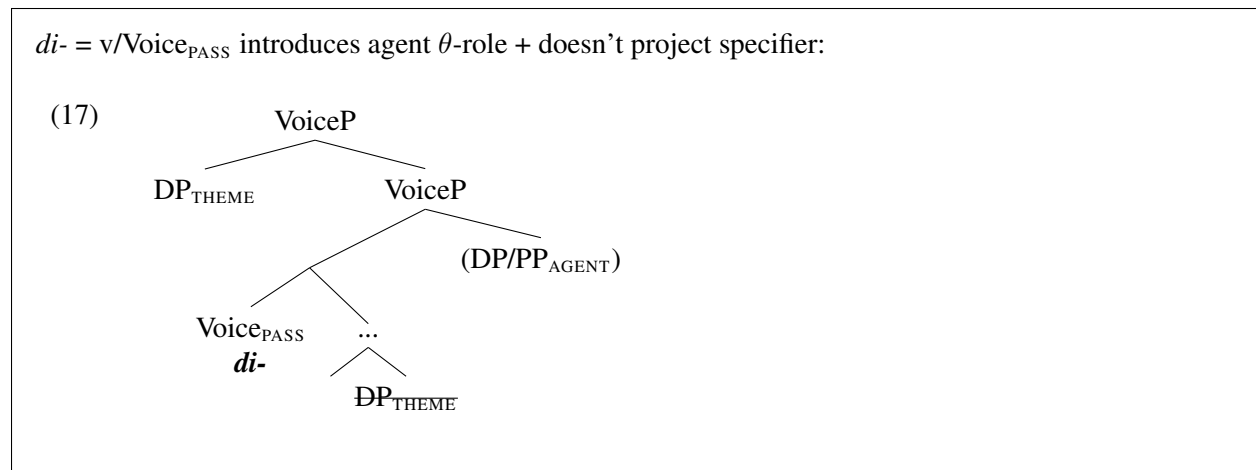 di- = v/Voice_PASS introduces agent θ-role + doesn't project specifier:
(17)
VoiceP
DP_THEME VoiceP
(DP/PP_AGENT)
Voice_PASS ...
di-
DP_THEME